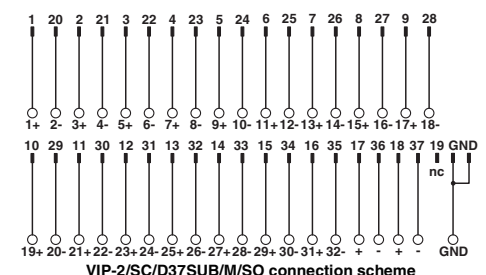 1 20 2 21 3 22 4 23 5 24 6 25 7 26 8 27 9 28
1+ 2- 3+ 4- 5+ 6- 7+ 8- 9+ 10- 11+ 12- 13+ 14- 15+ 16- 17+ 18-
10 29 11 30 12 31 13 32 14 33 15 34 16 35 17 36 18 37 19 GND
nc
19+ 20- 21+ 22- 23+ 24- 25+ 26- 27+ 28- 29+ 30- 31+ 32- + - + - GND
VIP-2/SC/D37SUB/M/SO connection scheme